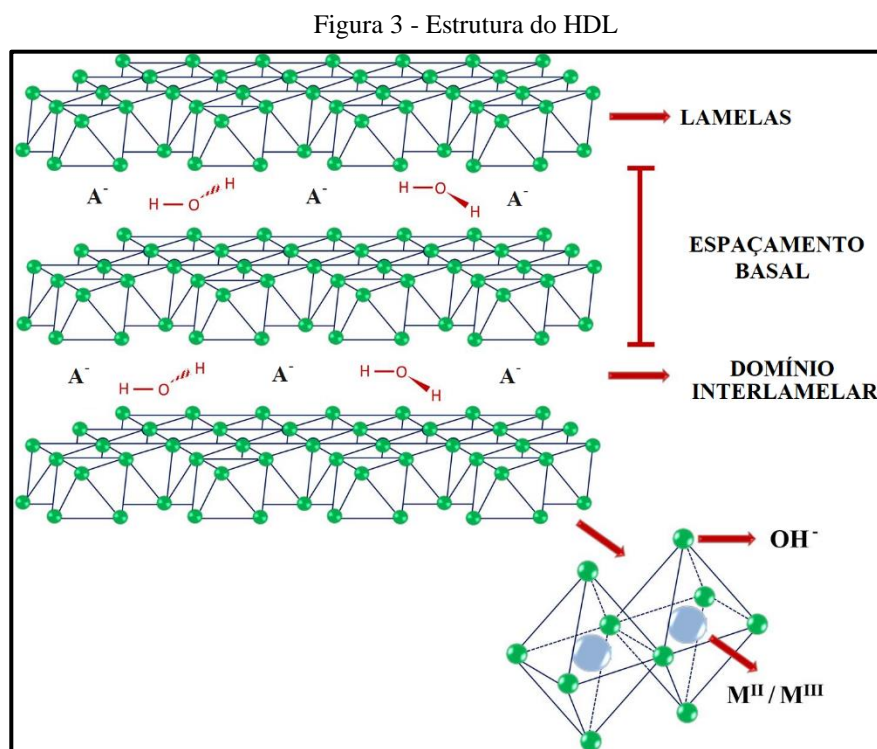 Figura 3 - Estrutura do HDL
LAMELAS
A⁻ H O H A⁻ H O H A⁻
ESPAÇAMENTO
BASAL
A⁻ H O H A⁻ H O H A⁻
DOMÍNIO
INTERLAMELAR
OH⁻
Mᴵᴵ / Mᴵᴵᴵ